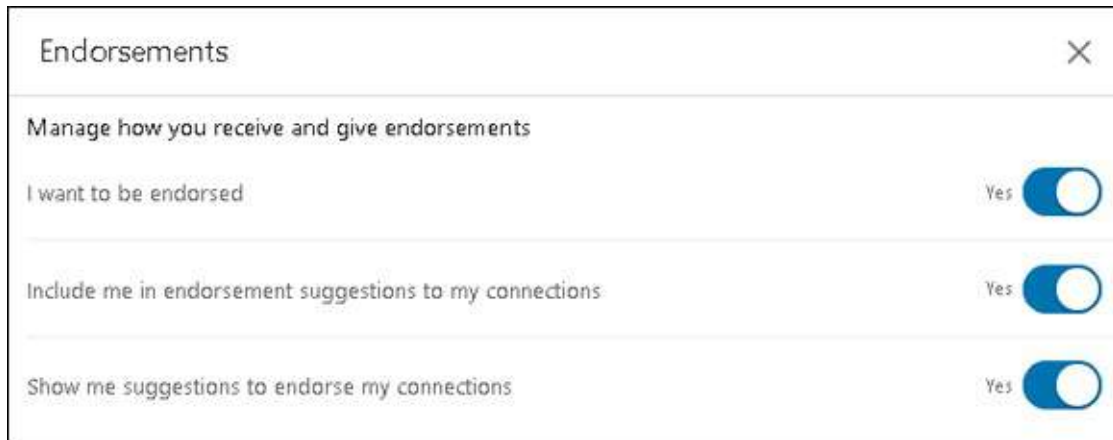 Endorsements
Manage how you receive and give endorsements
I want to be endorsed Yes
Include me in endorsement suggestions to my connections Yes
Show me suggestions to endorse my connections Yes